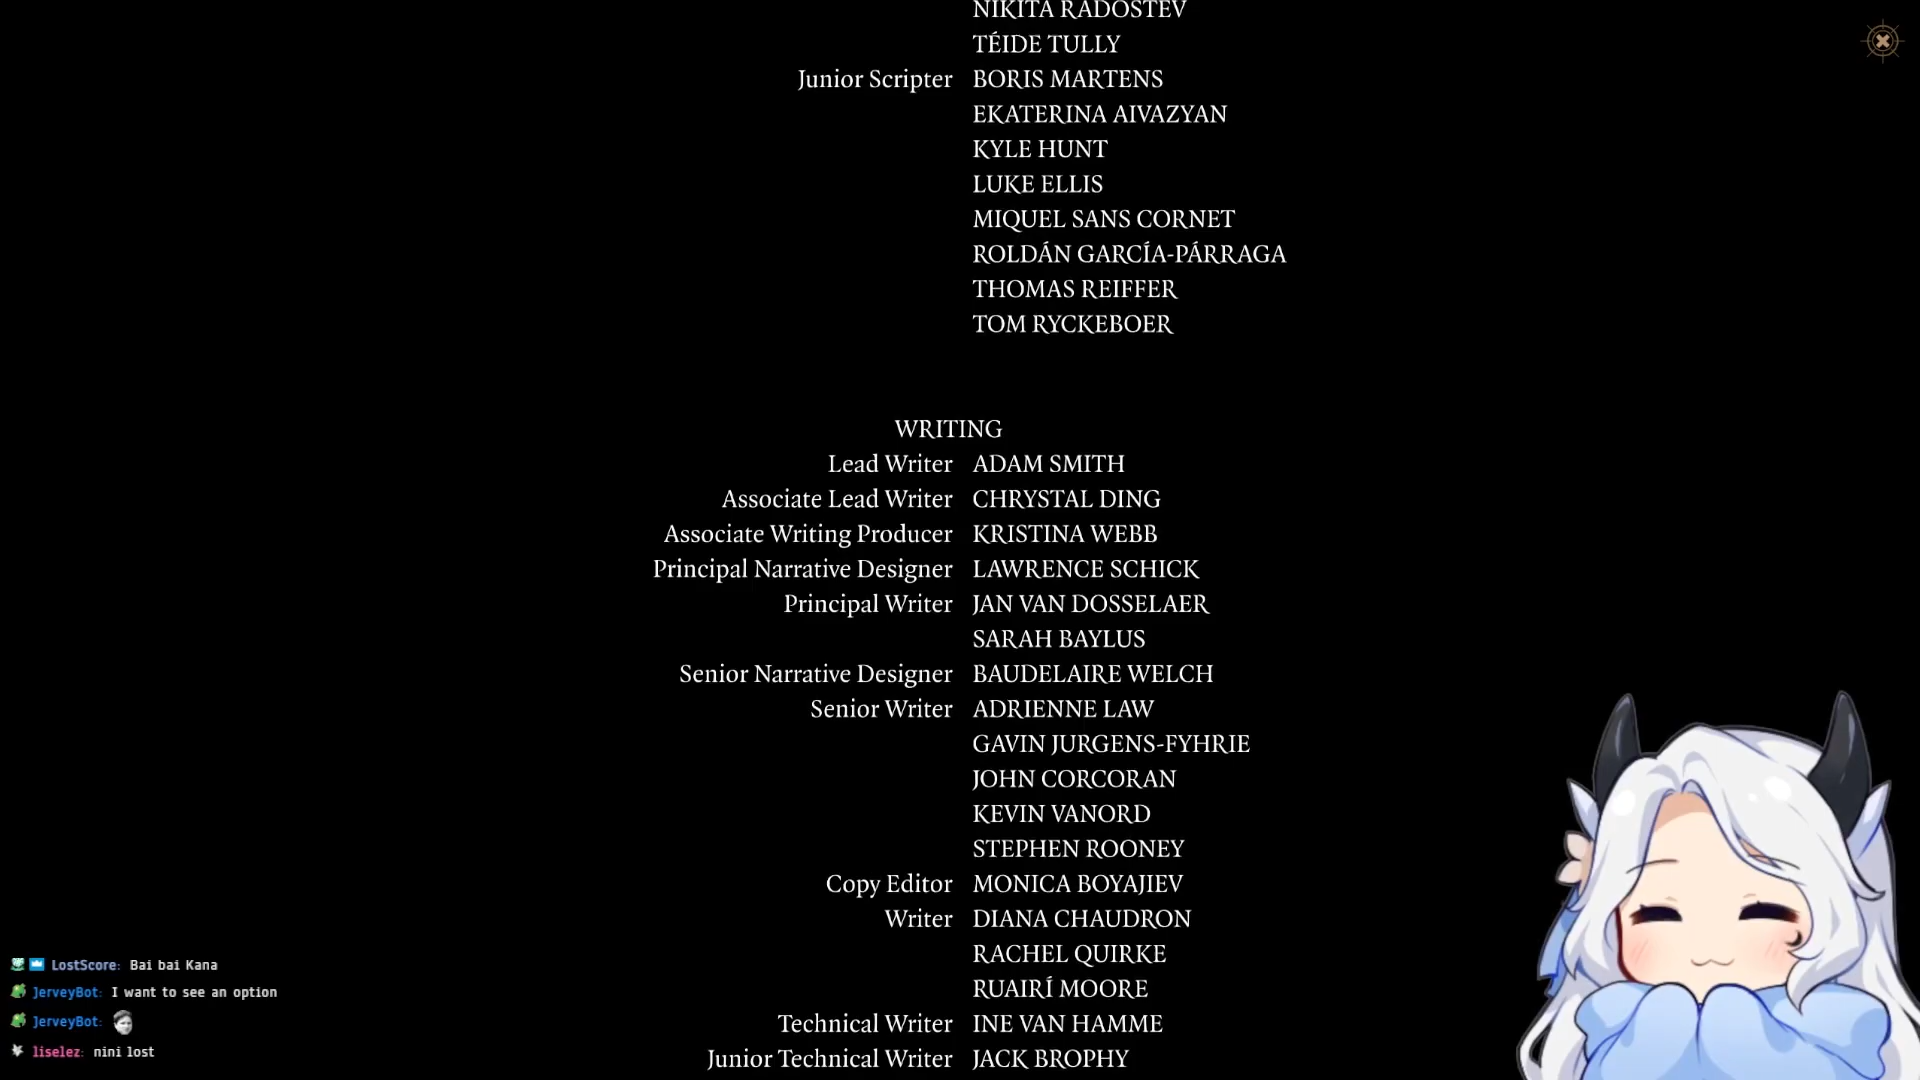 NIKITA RADOSTEV
TÉIDE TULLY
Junior Scripter BORIS MARTENS
EKATERINA AIVAZYAN
KYLE HUNT
LUKE ELLIS
MIQUEL SANS CORNET
ROLDÁN GARCÍA-PÁRRAGA
THOMAS REIFFER
TOM RYCKEBOER
WRITING
Lead Writer ADAM SMITH
Associate Lead Writer CHRYSTAL DING
Associate Writing Producer KRISTINA WEBB
Principal Narrative Designer LAWRENCE SCHICK
Principal Writer JAN VAN DOSSELAER
SARAH BAYLUS
Senior Narrative Designer BAUDELAIRE WELCH
Senior Writer ADRIENNE LAW
GAVIN JURGENS-FYHRIE
JOHN CORCORAN
KEVIN VANORD
STEPHEN ROONEY
Copy Editor MONICA BOYAJIEV
Writer DIANA CHAUDRON
RACHEL QUIRKE
RUAIRÍ MOORE
Technical Writer INE VAN HAMME
Junior Technical Writer JACK BROPHY
LostScore: Bai bai Kana
JerveyBot: I want to see an option
JerveyBot:
liselez: nini lost